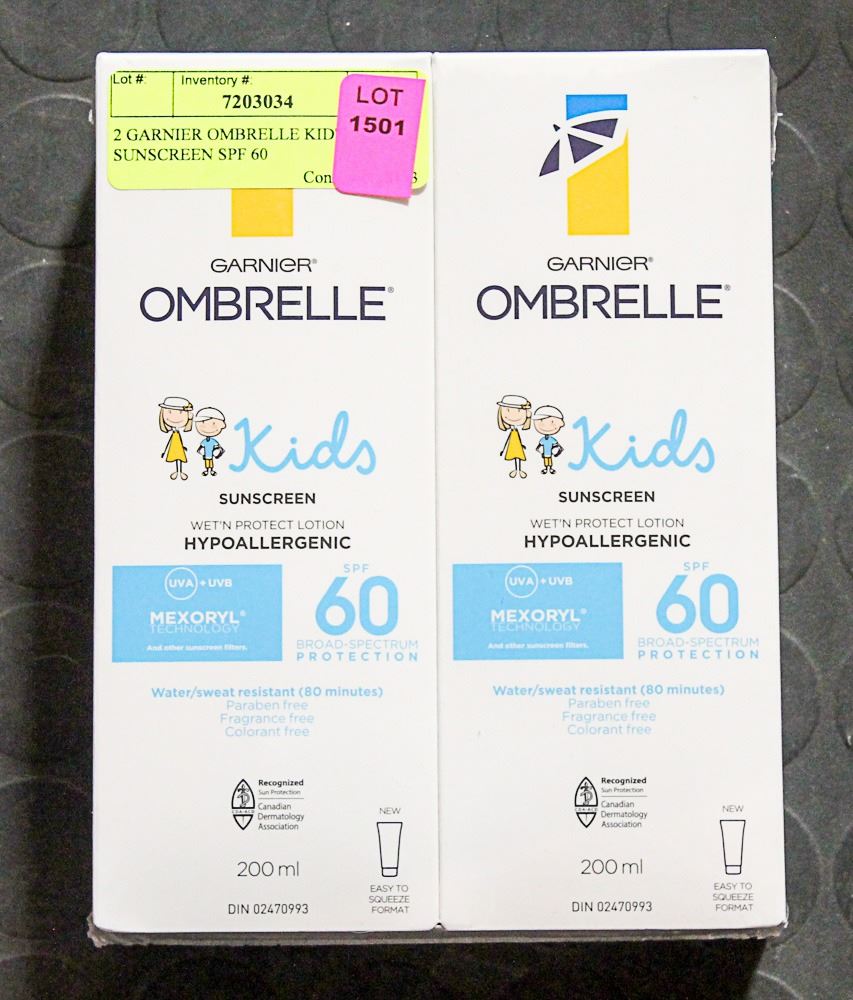 Lot #:
Inventory #:
7203034
2 GARNIER OMBRELLE
SUNSCREEN SPF 60
LOT
1501
GARNIER®
OMBRELLE®
Kids
SUNSCREEN
WET'N PROTECT LOTION
HYPOALLERGENIC
UVA + UVB
MEXORYL®
TECHNOLOGY
And other sunscreen filters.
SPF
60
BROAD-SPECTRUM
PROTECTION
Water/sweat resistant (80 minutes)
Paraben free
Fragrance free
Colorant free
Recognized
Sun Protection
CDA-ACD
Canadian
Dermatology
Association
200 ml
DIN 02470993
NEW
EASY TO
SQUEEZE
FORMAT
GARNIER®
OMBRELLE®
Kids
SUNSCREEN
WET'N PROTECT LOTION
HYPOALLERGENIC
UVA + UVB
MEXORYL®
TECHNOLOGY
And other sunscreen filters.
SPF
60
BROAD-SPECTRUM
PROTECTION
Water/sweat resistant (80 minutes)
Paraben free
Fragrance free
Colorant free
Recognized
Sun Protection
CDA-ACD
Canadian
Dermatology
Association
200 ml
DIN 02470993
NEW
EASY TO
SQUEEZE
FORMAT